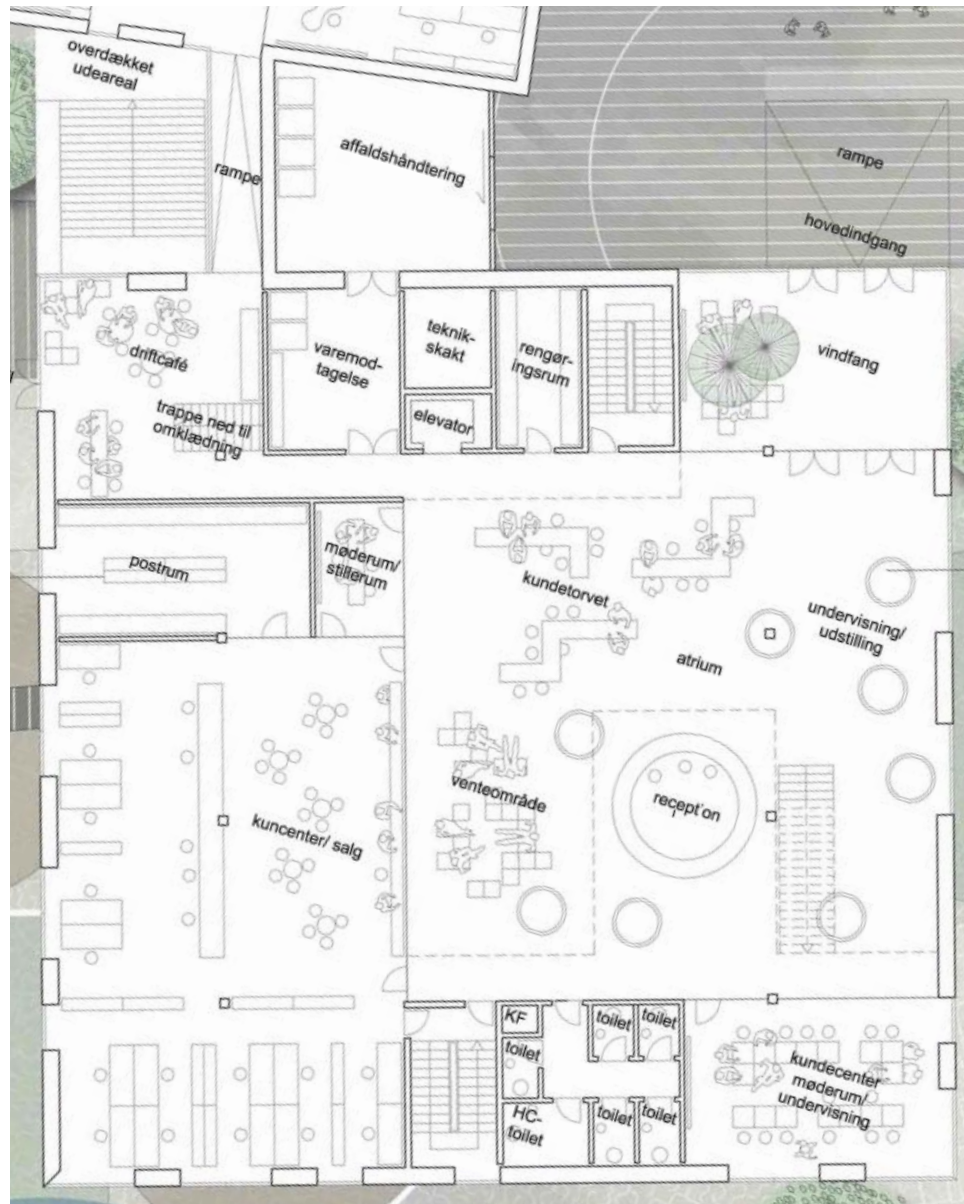 overdækket
udeareal
rampe
affaldshåndtering
rampe
hovedindgang
driftcafé
varemod-
tagelse
teknik-
skakt
rengør-
ingsrum
elevator
vindfang
trappe ned til
omklædning
postrum
møderum/
stillerum
kundetorvet
atrium
undervisning/
udstilling
kuncenter/ salg
venteområde
recept'on
KF
toilet
toilet
toilet
HC-
toilet
toilet
toilet
kundecenter
møderum/
undervisning